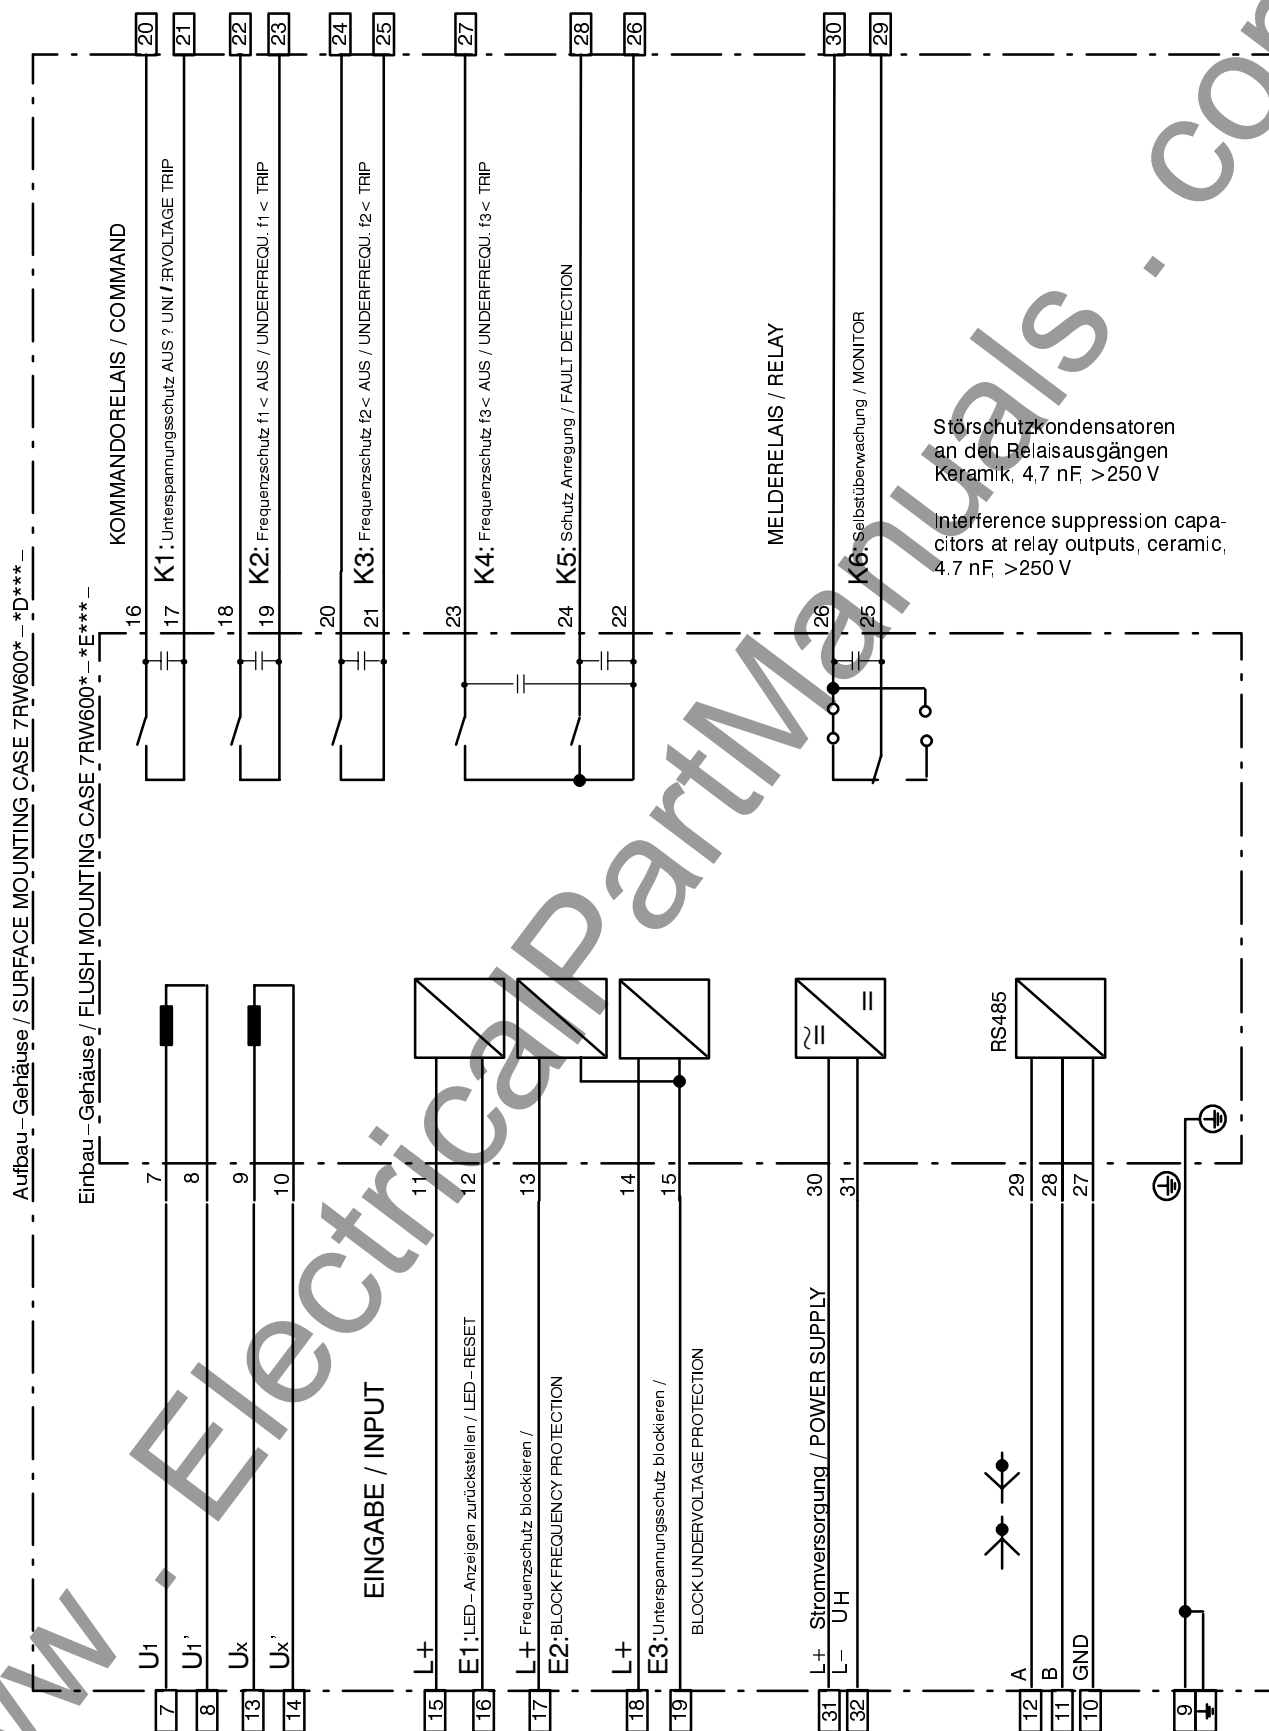 Aufbau–Gehäuse / SURFACE MOUNTING CASE 7RW600*–*D***–
Einbau–Gehäuse / FLUSH MOUNTING CASE 7RW600*–*E***–
7
U1
7
8
U1'
8
13
Ux
9
14
Ux'
10
EINGABE / INPUT
15
L+
11
16
E1: LED–Anzeigen zurückstellen / LED–RESET
12
17
L+ Frequenzschutz blockieren /
E2: BLOCK FREQUENCY PROTECTION
13
18
L+
14
19
E3: Unterspannungsschutz blockieren /
BLOCK UNDERVOLTAGE PROTECTION
15
31
L+ Stromversorgung / POWER SUPPLY
30
32
L– UH
31
RS485
12
A
29
11
B
28
10
GND
27
9
KOMMANDORELAIS / COMMAND
16
20
K1: Unterspannungsschutz AUS ? UNI/ERVOLTAGE TRIP
17
21
18
22
K2: Frequenzschutz f1< AUS / UNDERFREQU. f1< TRIP
19
23
20
24
K3: Frequenzschutz f2< AUS / UNDERFREQU. f2< TRIP
21
25
23
27
K4: Frequenzschutz f3< AUS / UNDERFREQU. f3< TRIP
24
K5: Schutz Anregung / FAULT DETECTION
28
22
26
MELDERELAIS / RELAY
26
30
K6: Selbstüberwachung / MONITOR
25
29
Störschutzkondensatoren
an den Relaisausgängen
Keramik, 4,7 nF, >250 V
Interference suppression capa-
citors at relay outputs, ceramic,
4.7 nF, >250 V
www . ElectricalPartManuals . com